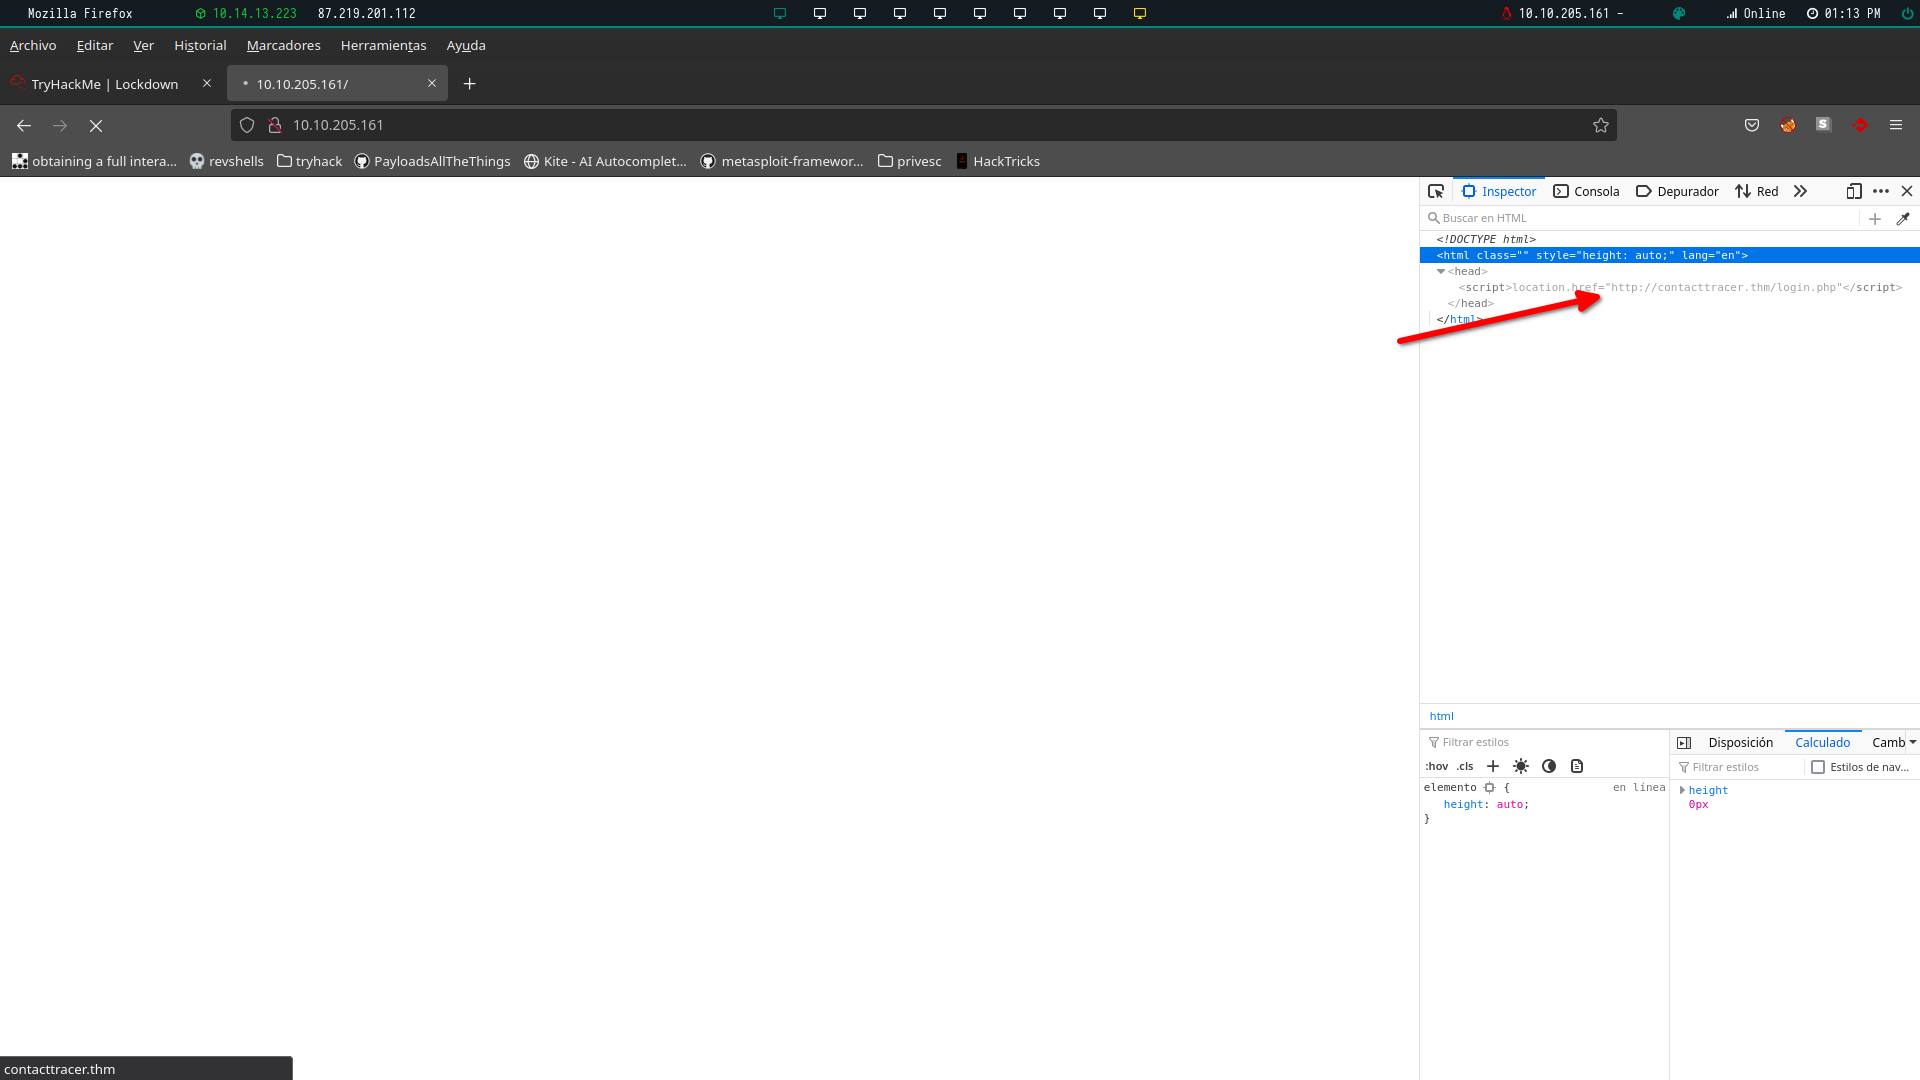 Mozilla Firefox 10.14.13.223 87.219.201.112 10.10.205.161 - Online 01:13 PM
Archivo Editar Ver Historial Marcadores Herramientas Ayuda
TryHackMe | Lockdown 10.10.205.161/
10.10.205.161
obtaining a full intera... revshells tryhack PayloadsAllTheThings Kite - AI Autocomplet... metasploit-framewor... privesc HackTricks
Inspector Consola Depurador Red
Buscar en HTML
<!DOCTYPE html>
<html class="" style="height: auto;" lang="en">
<head>
<script>location.href="http://contacttracer.thm/login.php"</script>
</head>
</html>
html
Filtrar estilos
:hov .cls
elemento { en línea
height: auto;
}
Disposición Calculado Camb
Filtrar estilos Estilos de nav...
height
0px
contacttracer.thm